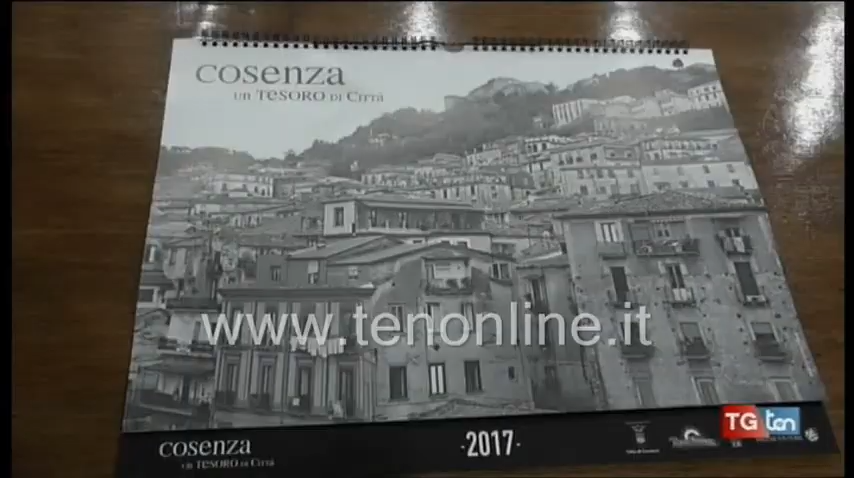 cosenza
un Tesoro di Città
www.tenonline.it
TG ten
cosenza
un Tesoro di Città
·2017·